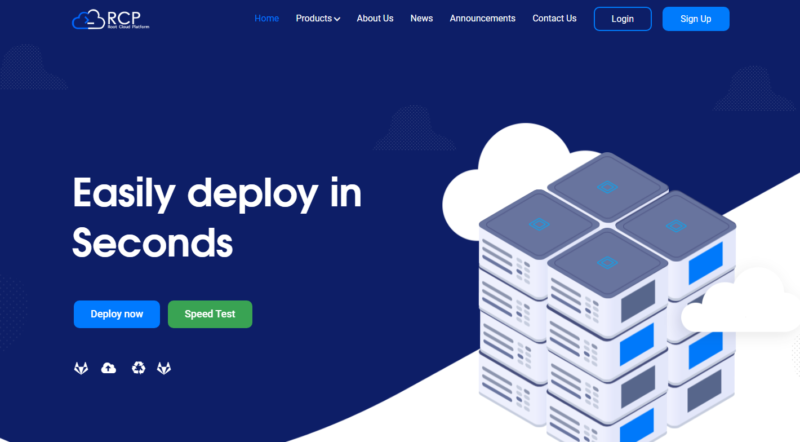 RCP
Root Cloud Platform
Home
Products
About Us
News
Announcements
Contact Us
Login
Sign Up
Easily deploy in
Seconds
Deploy now
Speed Test